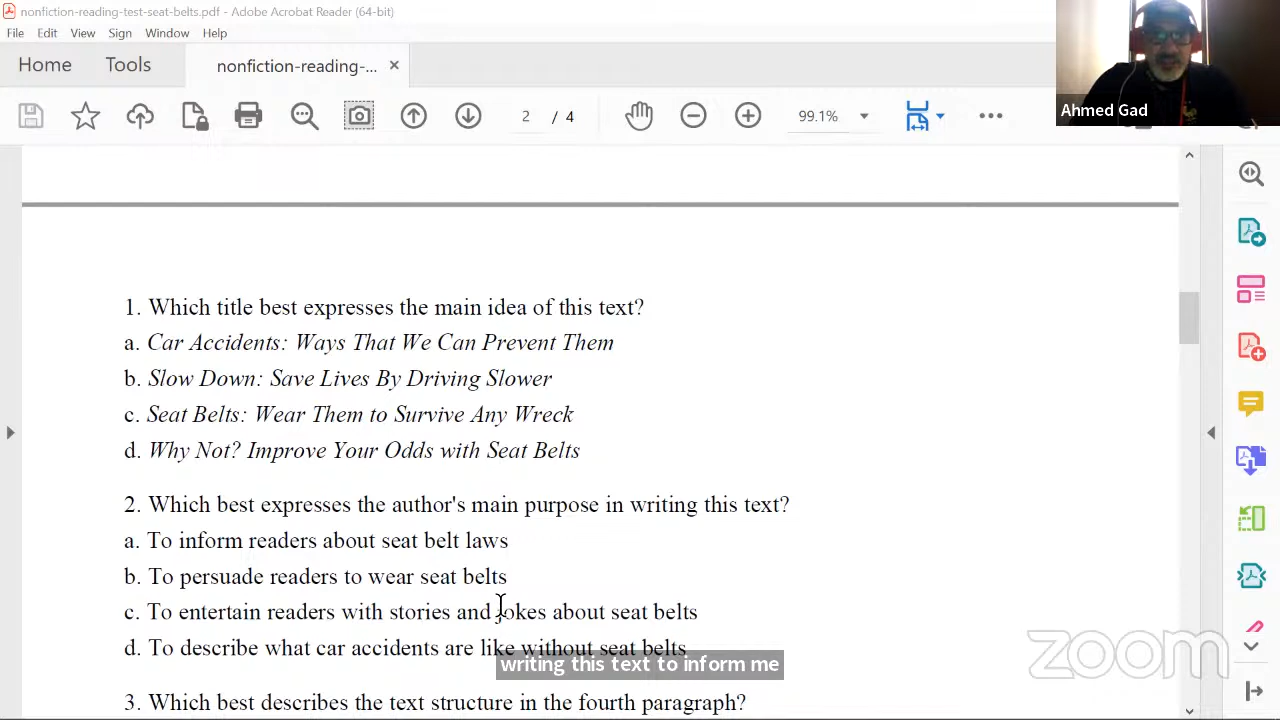 nonfiction-reading-test-seat-belts.pdf - Adobe Acrobat Reader (64-bit)
File Edit View Sign Window Help
Home Tools nonfiction-reading-...
2 / 4 99.1%
Ahmed Gad
1. Which title best expresses the main idea of this text?
a. Car Accidents: Ways That We Can Prevent Them
b. Slow Down: Save Lives By Driving Slower
c. Seat Belts: Wear Them to Survive Any Wreck
d. Why Not? Improve Your Odds with Seat Belts
2. Which best expresses the author's main purpose in writing this text?
a. To inform readers about seat belt laws
b. To persuade readers to wear seat belts
c. To entertain readers with stories and jokes about seat belts
d. To describe what car accidents are like without seat belts
writing this text to inform me
zoom
3. Which best describes the text structure in the fourth paragraph?